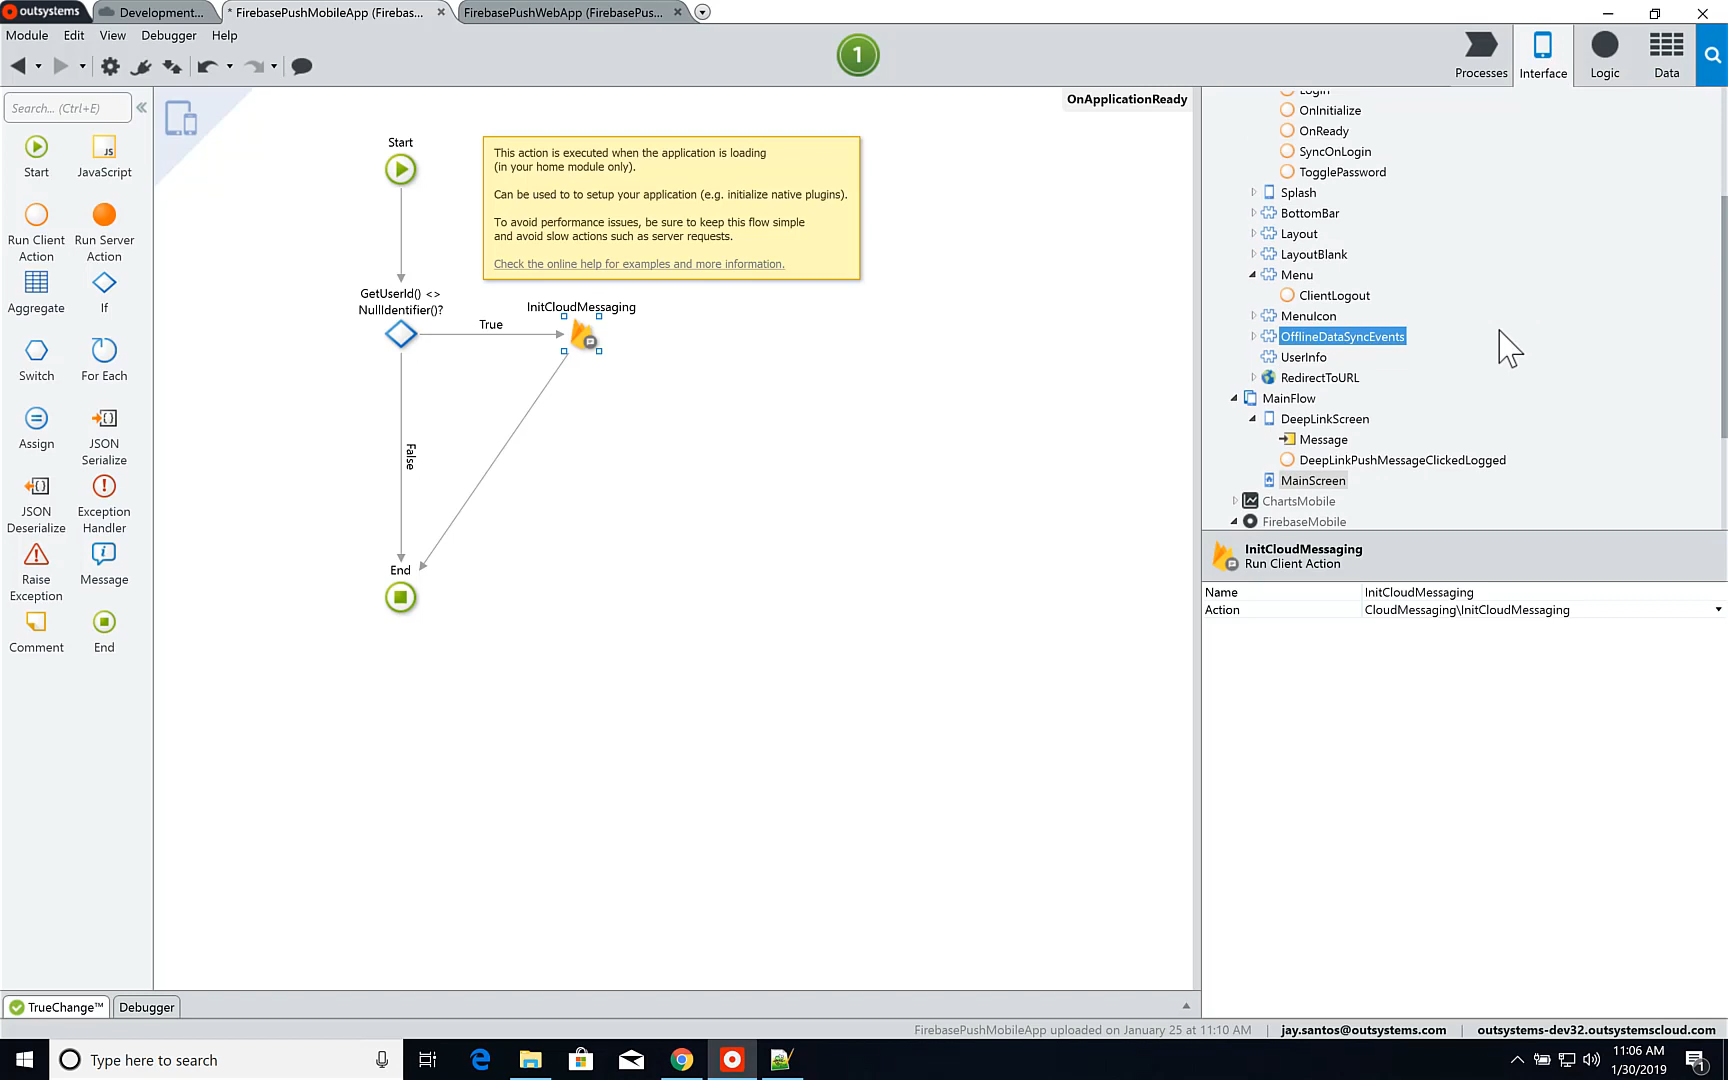 outsystems
Development...
* FirebasePushMobileApp (Firebas...
FirebasePushWebApp (FirebasePus...
Module
Edit
View
Debugger
Help
1
Processes
Interface
Logic
Data
Search... (Ctrl+E)
Start
JS
JavaScript
Run Client
Action
Run Server
Action
Aggregate
If
Switch
For Each
Assign
JSON
Serialize
JSON
Deserialize
Exception
Handler
Raise
Exception
Message
Comment
End
OnApplicationReady
Start
This action is executed when the application is loading
(in your home module only).
Can be used to to setup your application (e.g. initialize native plugins).
To avoid performance issues, be sure to keep this flow simple
and avoid slow actions such as server requests.
Check the online help for examples and more information.
GetUserId() <>
NullIdentifier()?
True
InitCloudMessaging
False
End
Login
OnInitialize
OnReady
SyncOnLogin
TogglePassword
Splash
BottomBar
Layout
LayoutBlank
Menu
ClientLogout
MenuIcon
OfflineDataSyncEvents
UserInfo
RedirectToURL
MainFlow
DeepLinkScreen
Message
DeepLinkPushMessageClickedLogged
MainScreen
ChartsMobile
FirebaseMobile
InitCloudMessaging
Run Client Action
Name
InitCloudMessaging
Action
CloudMessaging\InitCloudMessaging
TrueChange™
Debugger
FirebasePushMobileApp uploaded on January 25 at 11:10 AM
jay.santos@outsystems.com
outsystems-dev32.outsystemscloud.com
Type here to search
11:06 AM
1/30/2019
1